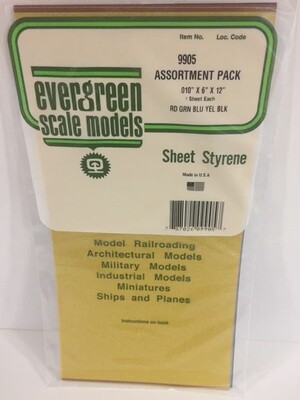 Item No. Loc. Code
9905
ASSORTMENT PACK
.010" X 6" X 12"
1 Sheet Each
RD GRN BLU YEL BLK
evergreen
scale models
Sheet Styrene
Made in U.S.A
Model Railroading
Architectural Models
Military Models
Industrial Models
Miniatures
Ships and Planes
Instructions on back